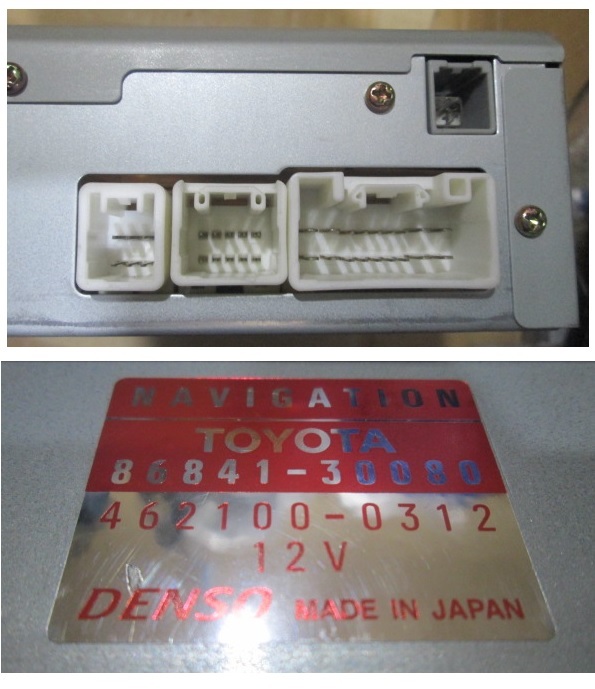 NAVIGATION
TOYOTA
86841-30080
462100-0312
12V
DENSO MADE IN JAPAN